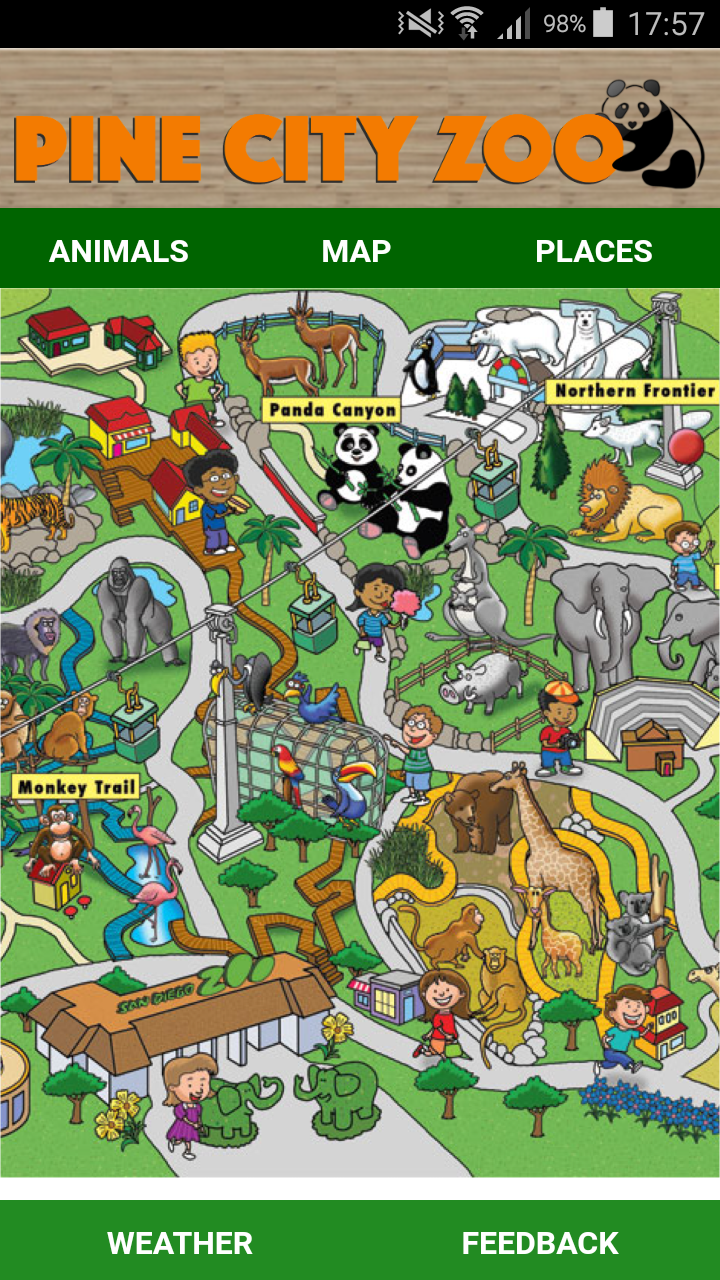 98% 17:57
PINE CITY ZOO
ANIMALS MAP PLACES
Northern Frontier
Panda Canyon
Monkey Trail
SAN DIEGO ZOO
WEATHER FEEDBACK